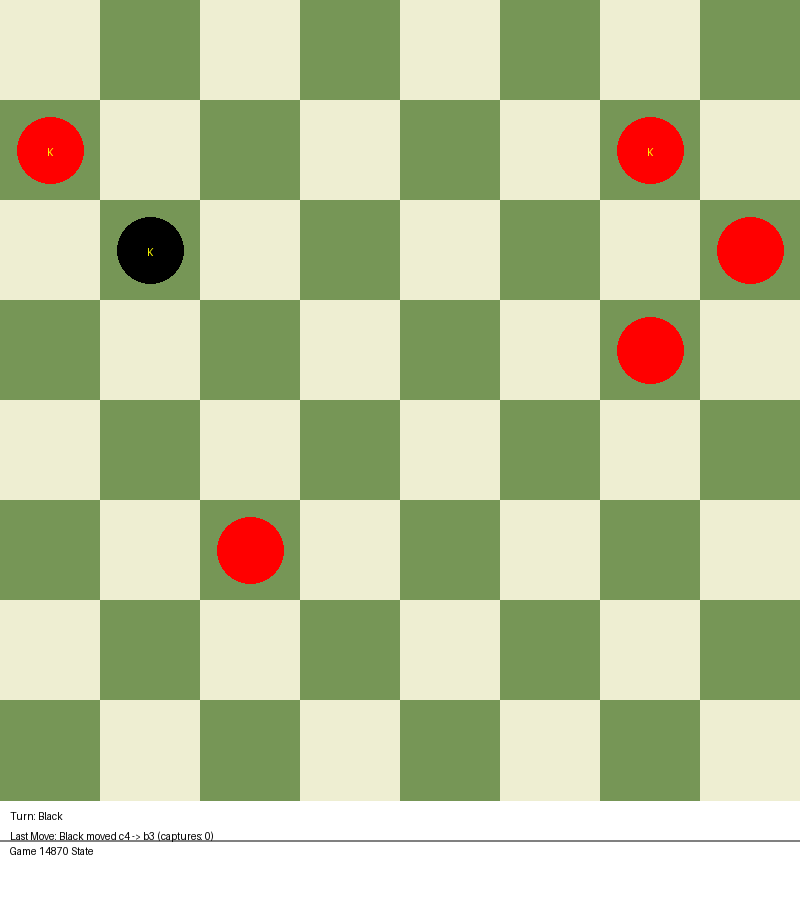 K
K
K
Turn: Black
Last Move: Black moved c4 -> b3 (captures: 0)
Game 14870 State